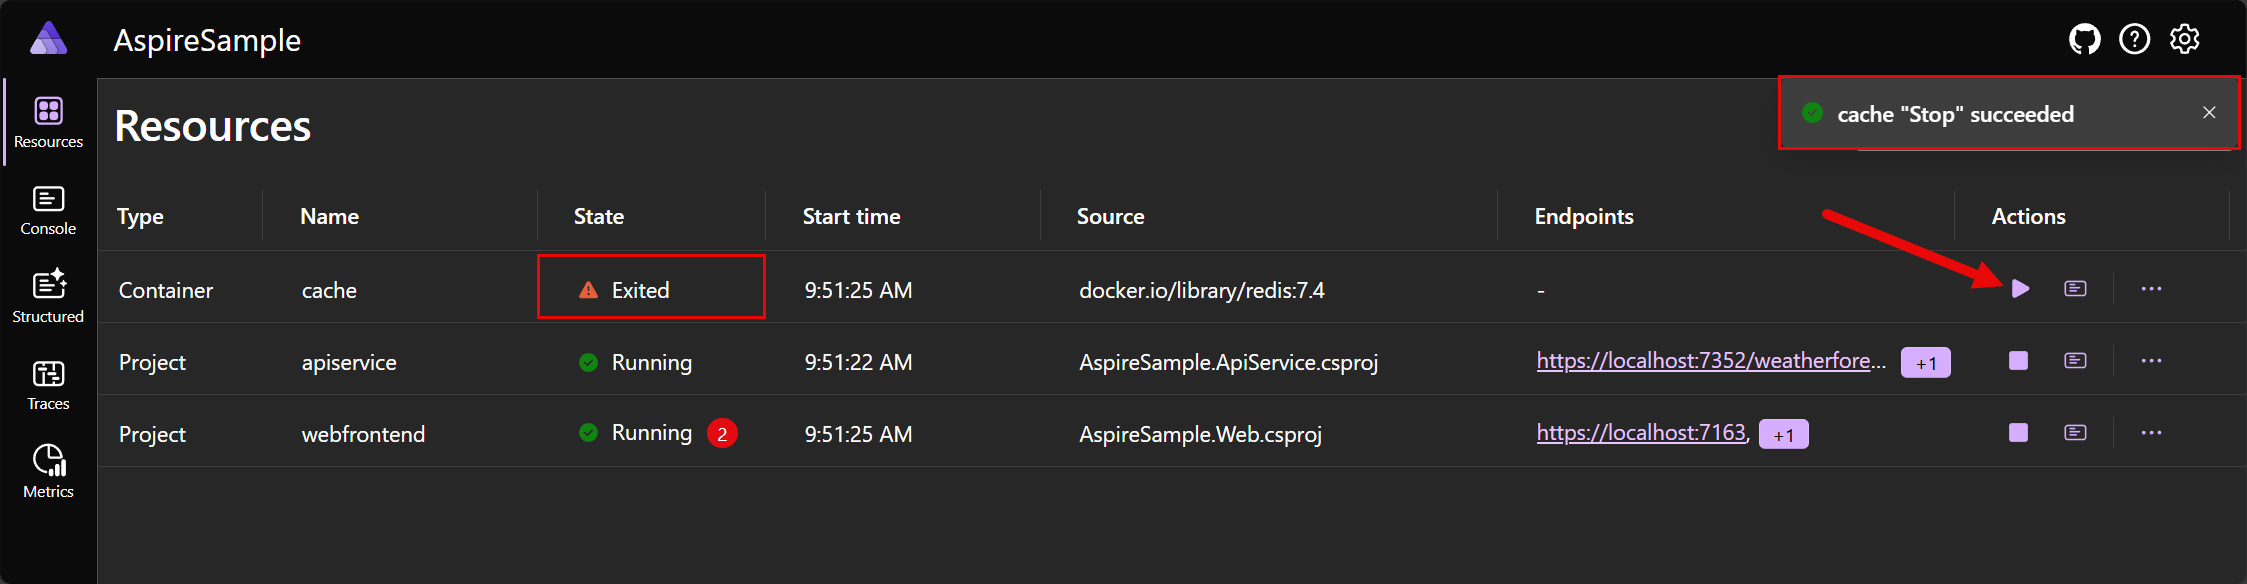 AspireSample
Resources
cache "Stop" succeeded
Resources
Console
Structured
Traces
Metrics
Type Name State Start time Source Endpoints Actions
Container cache Exited 9:51:25 AM docker.io/library/redis:7.4 -
Project apiservice Running 9:51:22 AM AspireSample.ApiService.csproj https://localhost:7352/weatherfore... +1
Project webfrontend Running 2 9:51:25 AM AspireSample.Web.csproj https://localhost:7163, +1